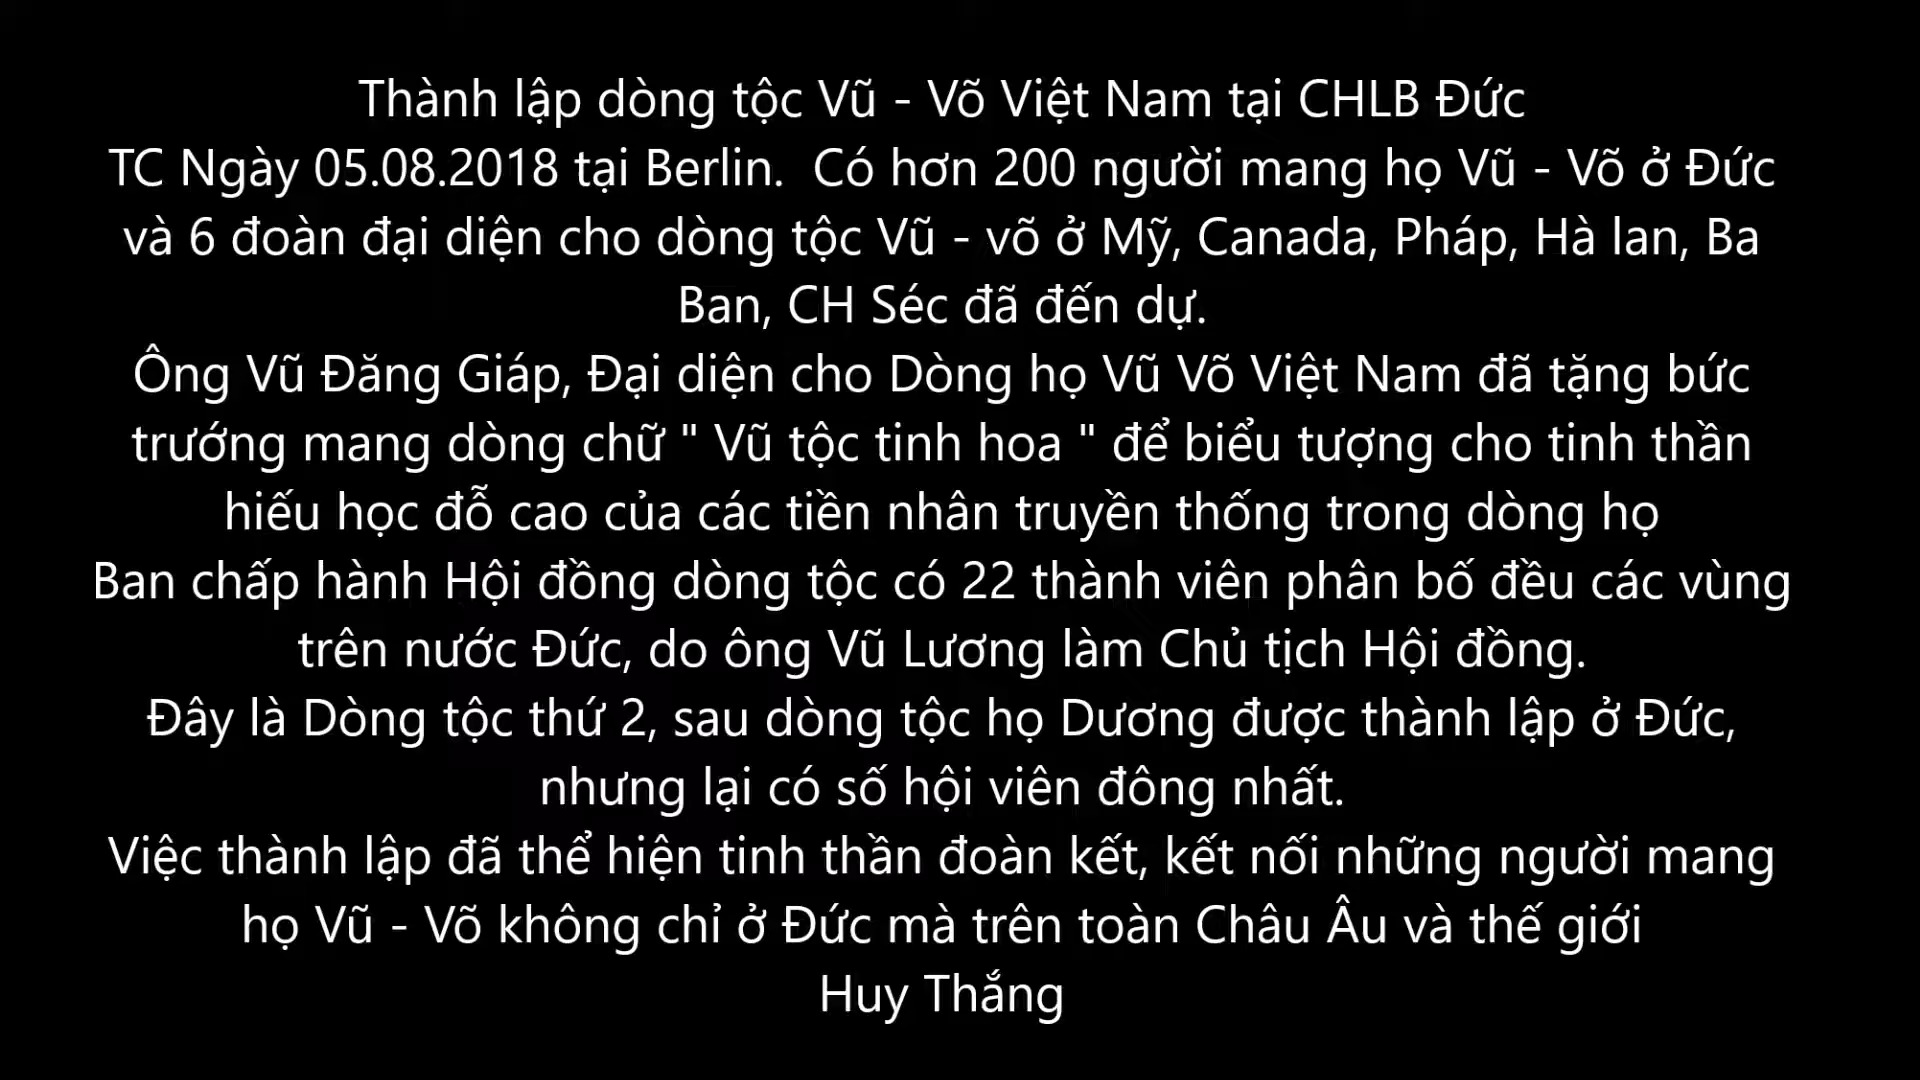 Thành lập dòng tộc Vũ - Võ Việt Nam tại CHLB Đức
TC Ngày 05.08.2018 tại Berlin.  Có hơn 200 người mang họ Vũ - Võ ở Đức
và 6 đoàn đại diện cho dòng tộc Vũ - võ ở Mỹ, Canada, Pháp, Hà lan, Ba
Ban, CH Séc đã đến dự.
Ông Vũ Đăng Giáp, Đại diện cho Dòng họ Vũ Võ Việt Nam đã tặng bức
trướng mang dòng chữ " Vũ tộc tinh hoa " để biểu tượng cho tinh thần
hiếu học đỗ cao của các tiền nhân truyền thống trong dòng họ
Ban chấp hành Hội đồng dòng tộc có 22 thành viên phân bố đều các vùng
trên nước Đức, do ông Vũ Lương làm Chủ tịch Hội đồng.
Đây là Dòng tộc thứ 2, sau dòng tộc họ Dương được thành lập ở Đức,
nhưng lại có số hội viên đông nhất.
Việc thành lập đã thể hiện tinh thần đoàn kết, kết nối những người mang
họ Vũ - Võ không chỉ ở Đức mà trên toàn Châu Âu và thế giới
Huy Thắng